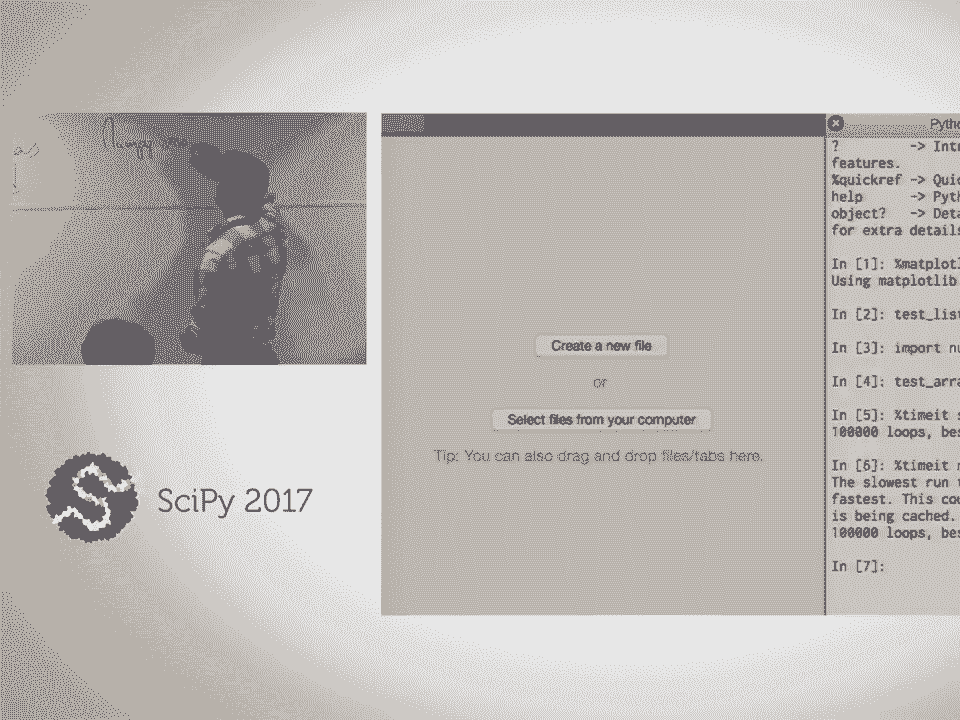 as
Numpy
SciPy 2017
Create a new file
or
Select files from your computer
Tip: You can also drag and drop files/tabs here.
Pytho
? -> Intr
features.
%quickref -> Quic
help -> Pyth
object? -> Deta
for extra details
In [1]: %matplotl
Using matplotlib
In [2]: test_list
In [3]: import nu
In [4]: test_arra
In [5]: %timeit s
100000 loops, bes
In [6]: %timeit n
The slowest run t
fastest. This cou
is being cached.
100000 loops, bes
In [7]: